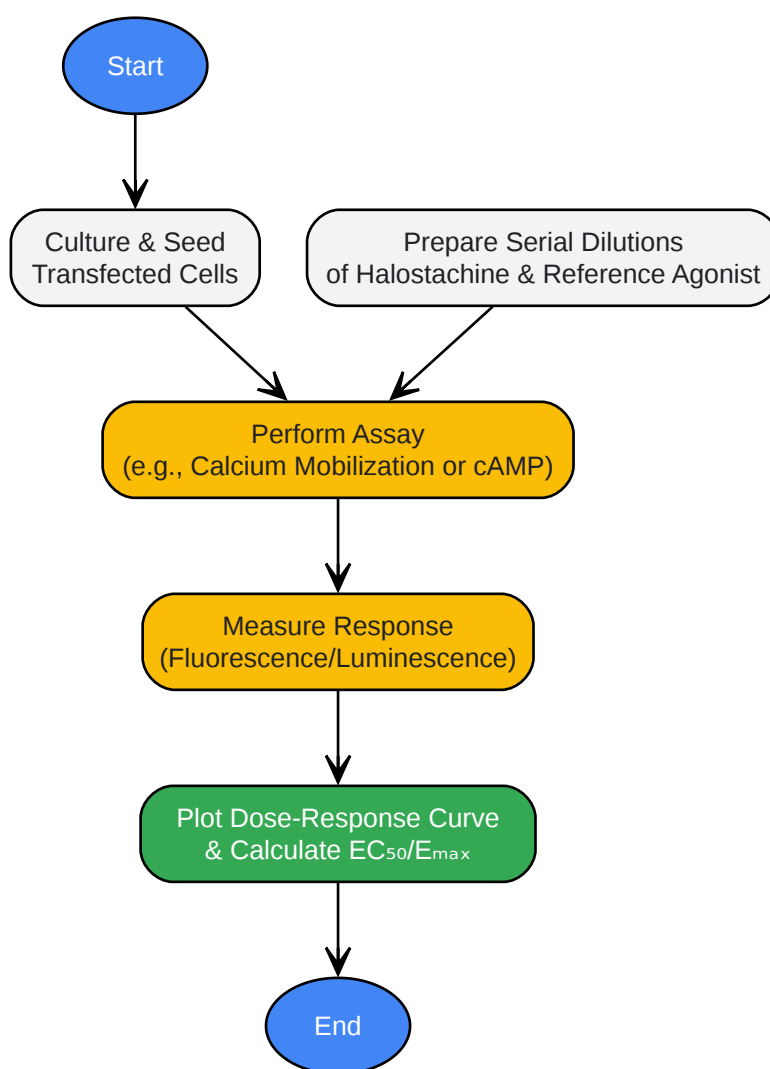 Start
Culture & Seed
Transfected Cells
Prepare Serial Dilutions
of Halostachine & Reference Agonist
Perform Assay
(e.g., Calcium Mobilization or cAMP)
Measure Response
(Fluorescence/Luminescence)
Plot Dose-Response Curve
& Calculate EC₅₀/Eₘₐₓ
End